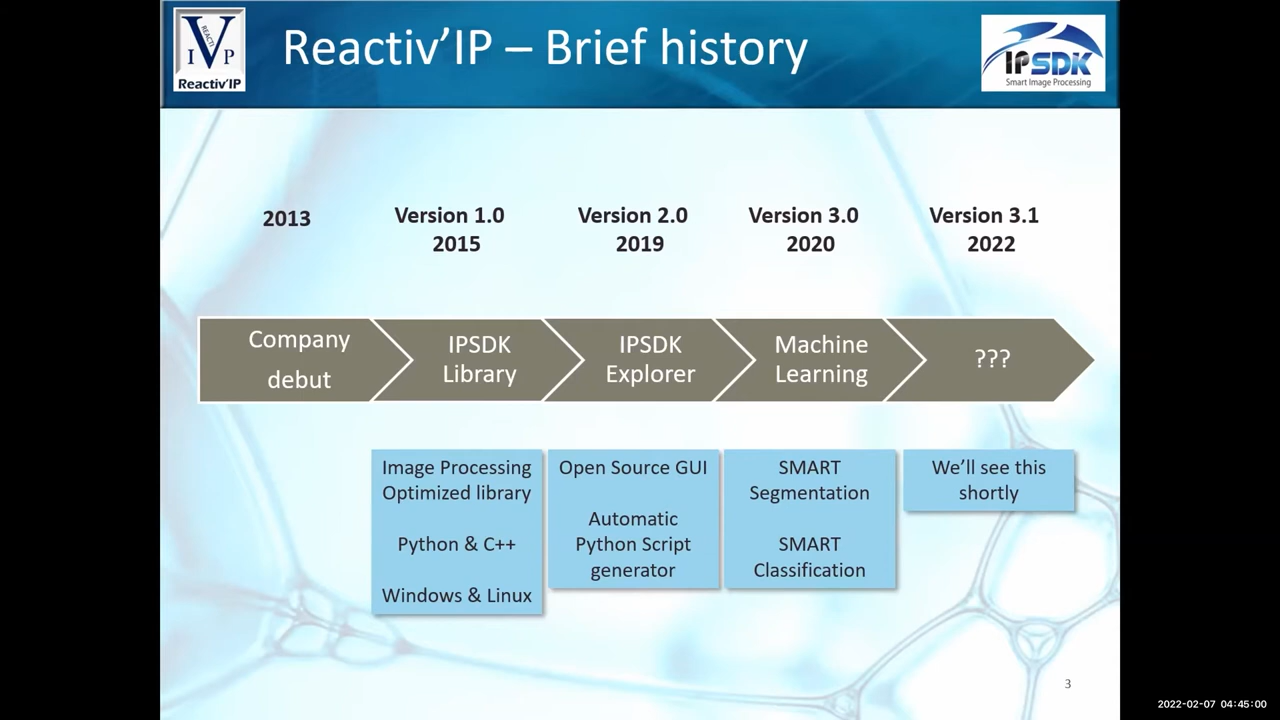 REACTIV
IVP
Reactiv'IP
Reactiv'IP – Brief history
IPSDK
Smart Image Processing
2013
Version 1.0
2015
Version 2.0
2019
Version 3.0
2020
Version 3.1
2022
Company
debut
IPSDK
Library
IPSDK
Explorer
Machine
Learning
???
Image Processing
Optimized library
Python & C++
Windows & Linux
Open Source GUI
Automatic
Python Script
generator
SMART
Segmentation
SMART
Classification
We'll see this
shortly
3
2022-02-07 04:45:00